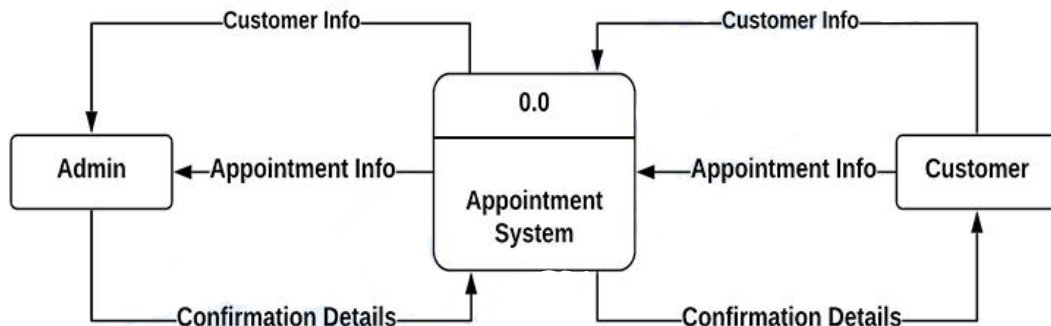 Customer Info
Customer Info
0.0
Admin
Appointment Info
Appointment Info
Customer
Appointment
System
Confirmation Details
Confirmation Details